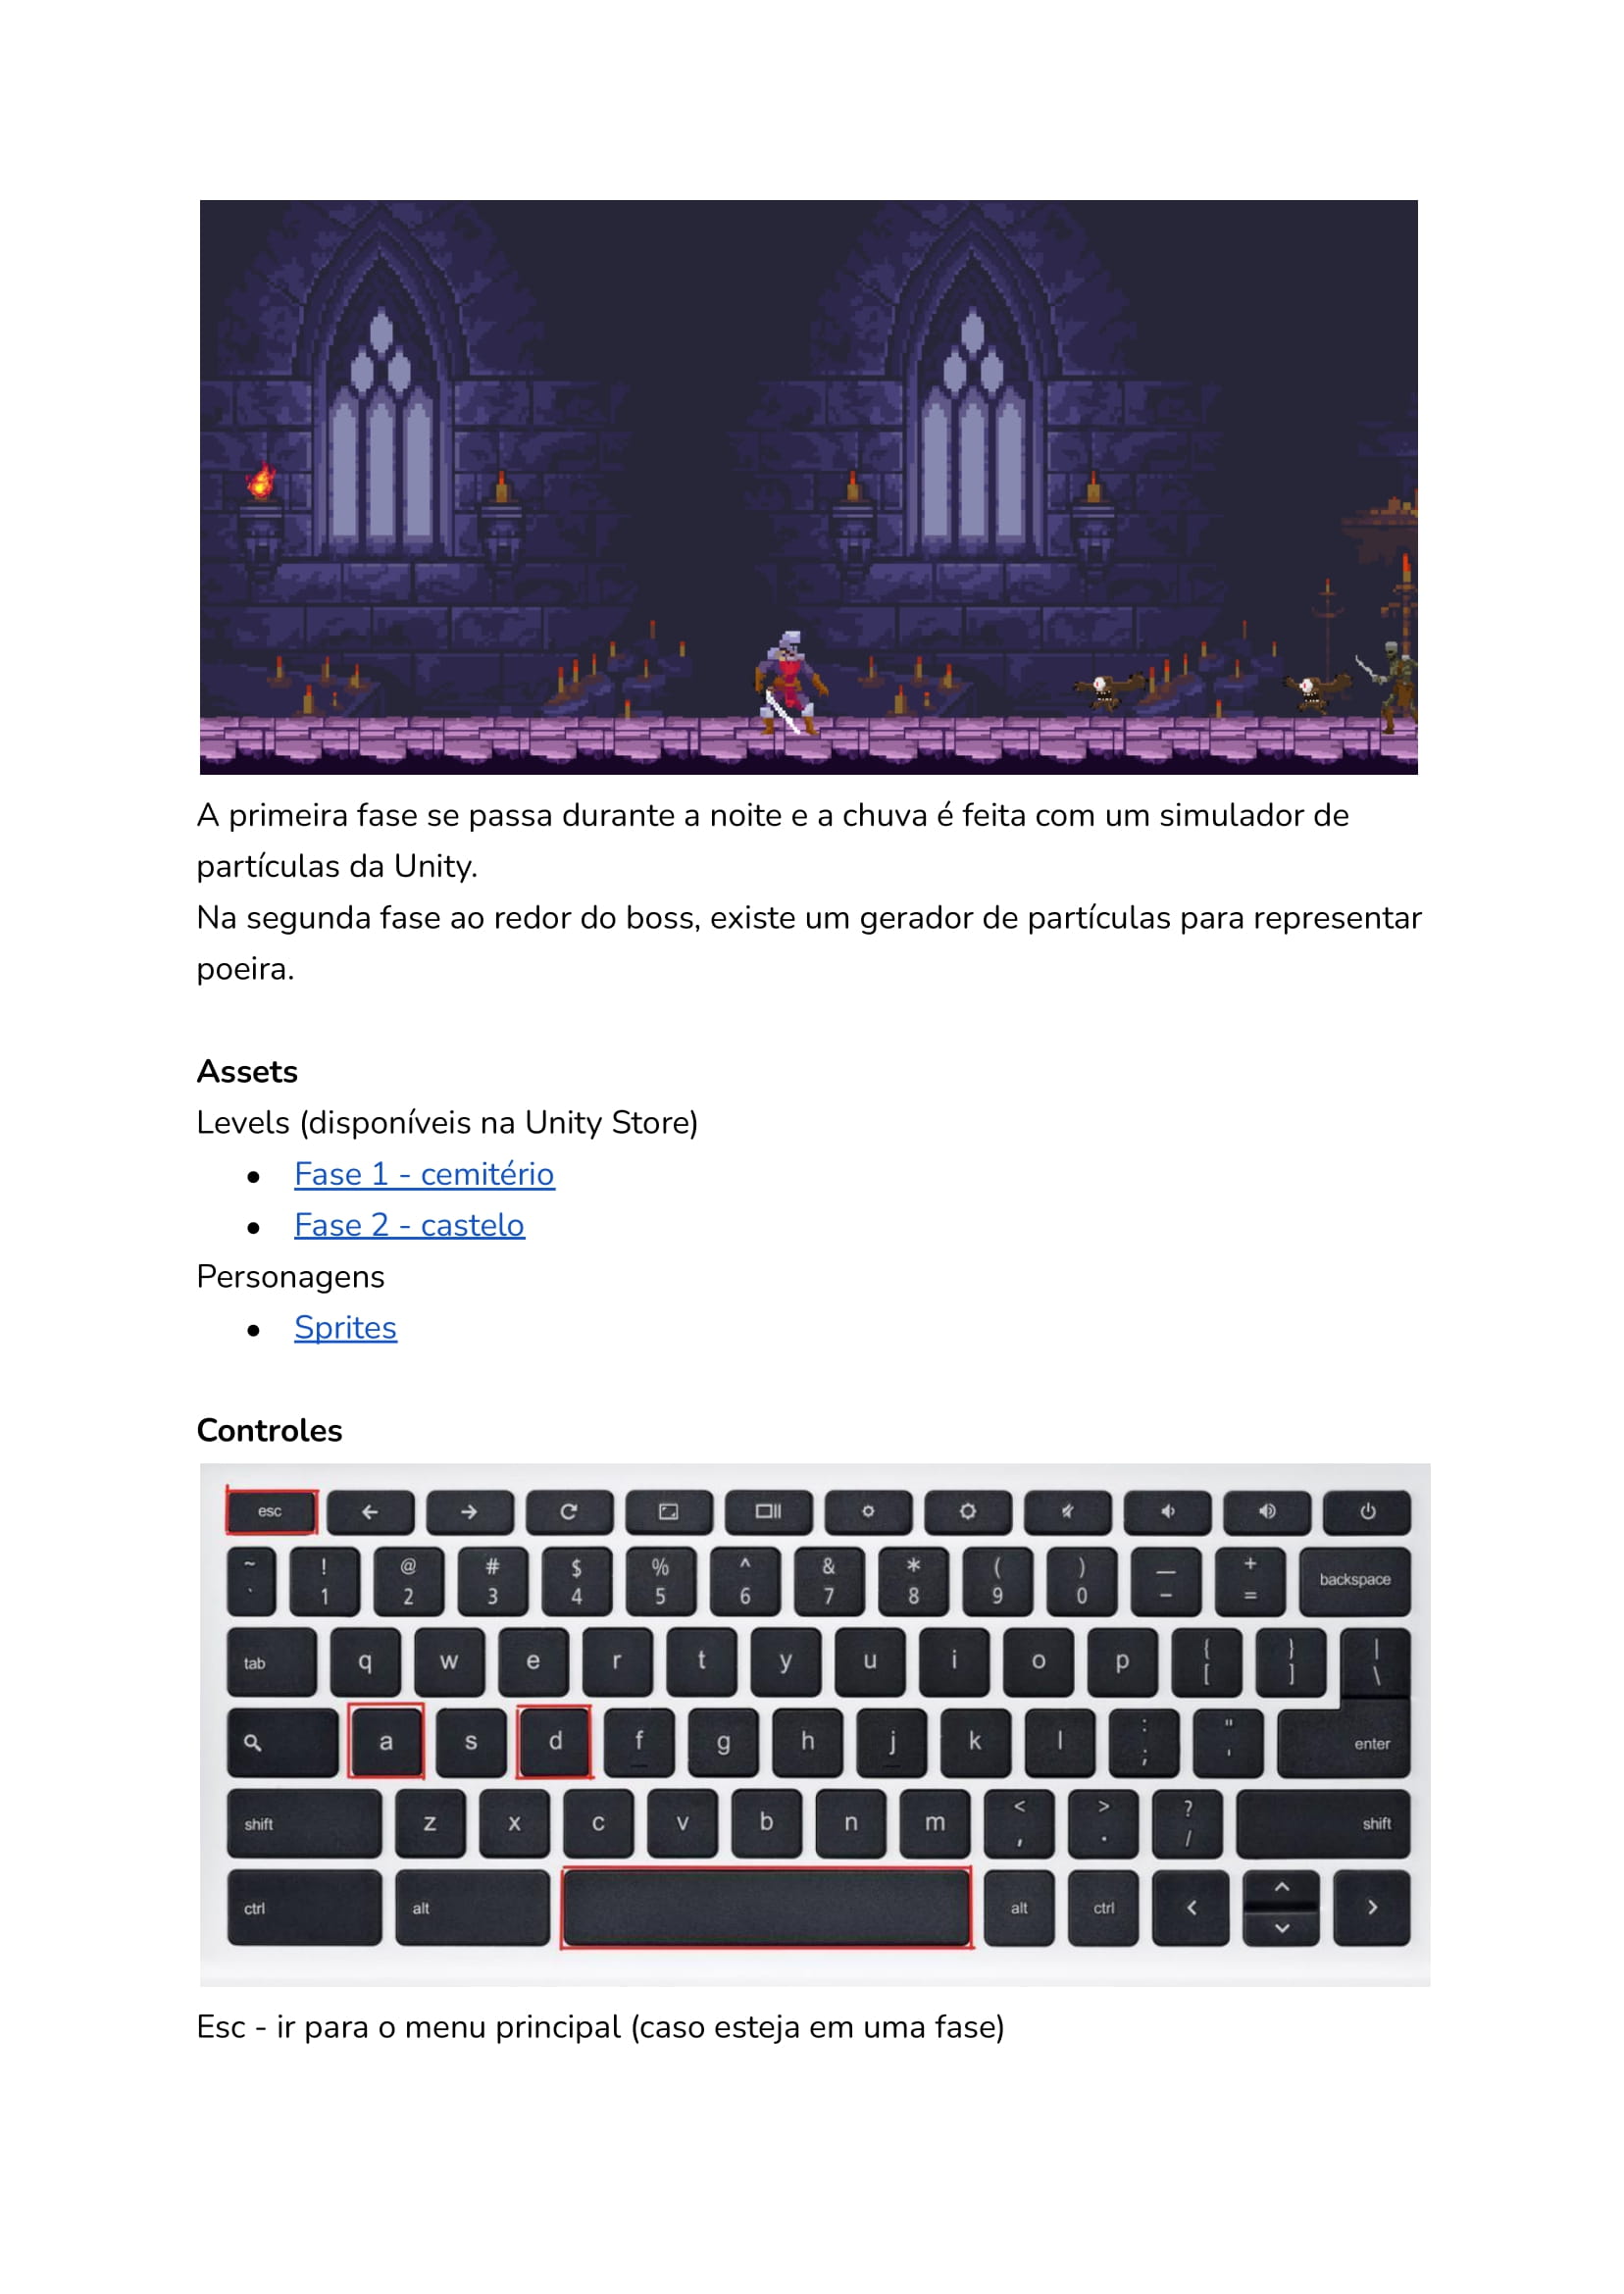 A primeira fase se passa durante a noite e a chuva é feita com um simulador de
partículas da Unity.
Na segunda fase ao redor do boss, existe um gerador de partículas para representar
poeira.
Assets
Levels (disponíveis na Unity Store)
● Fase 1 - cemitério
● Fase 2 - castelo
Personagens
● Sprites
Controles
esc
~ ` ! 1 @ 2 # 3 $ 4 % 5 ^ 6 & 7 * 8 ( 9 ) 0 — – + = backspace
tab q w e r t y u i o p { [ } ] | \
a s d f g h j k l : ; " ' enter
shift z x c v b n m < , > . ? / shift
ctrl alt alt ctrl
Esc - ir para o menu principal (caso esteja em uma fase)